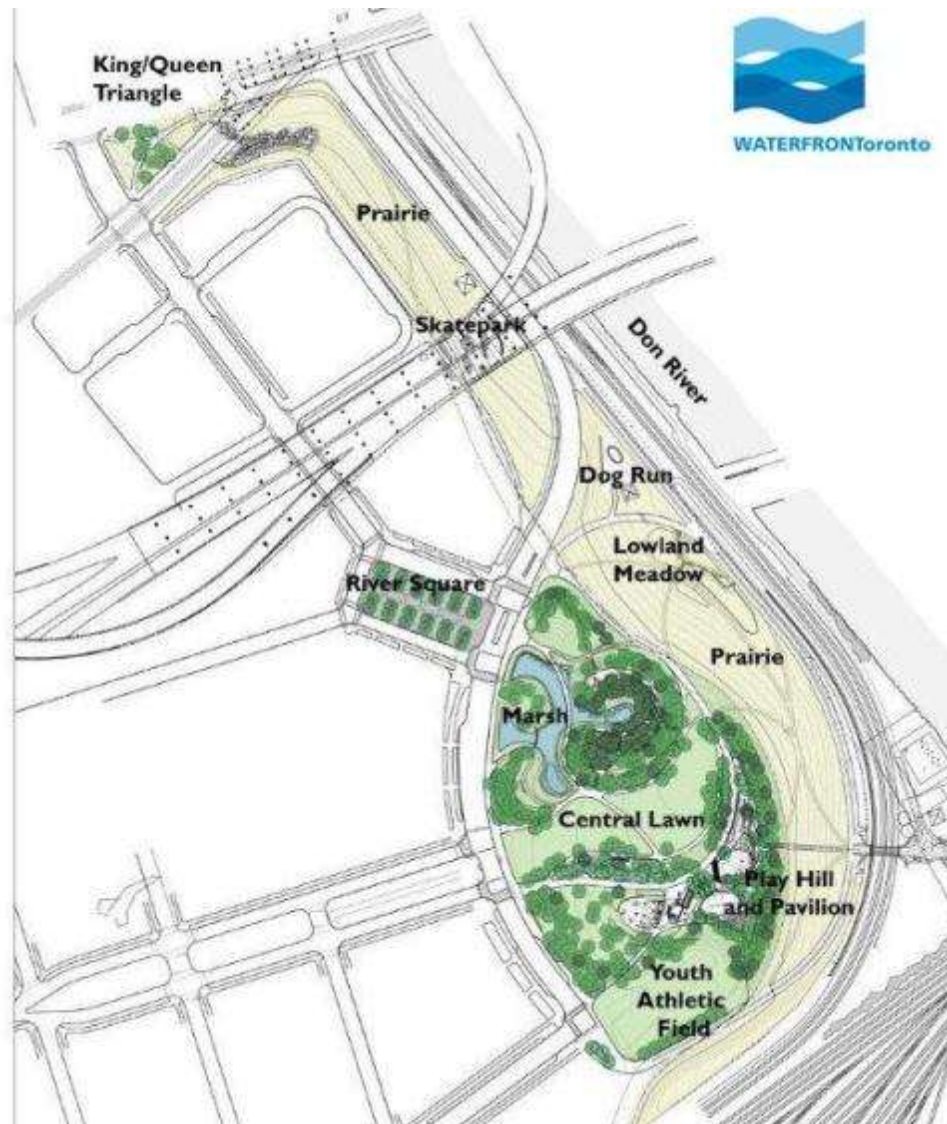 King/Queen
Triangle
WATERFRONToronto
Prairie
Skatepark
Don River
Dog Run
Lowland
Meadow
River Square
Prairie
Marsh
Central Lawn
Play Hill
and Pavilion
Youth
Athletic
Field